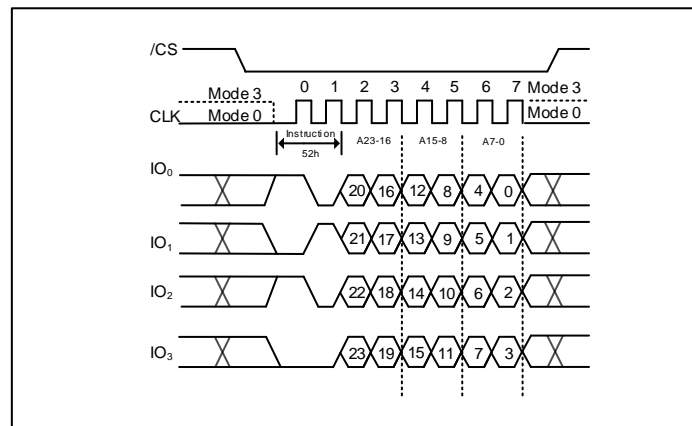 /CS
0 1 2 3 4 5 6 7
Mode 3 Mode 3
CLK Mode 0 Mode 0
Instruction A23-16 A15-8 A7-0
52h
IO0 20 16 12 8 4 0
IO1 21 17 13 9 5 1
IO2 22 18 14 10 6 2
IO3 23 19 15 11 7 3